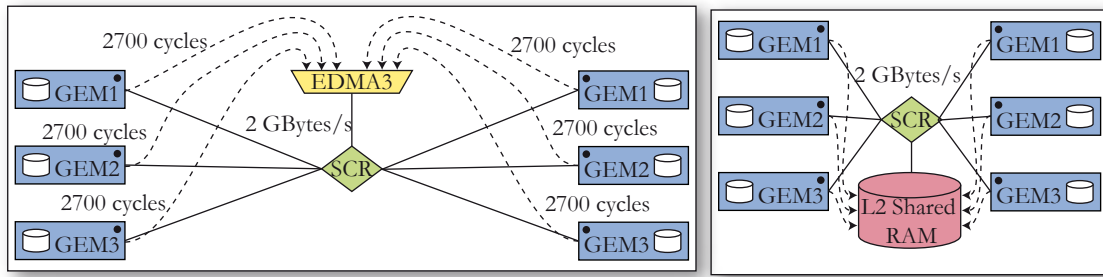 2700 cycles
2700 cycles
EDMA3
GEM1
GEM1
2 GBytes/s
2700 cycles
2700 cycles
GEM2
SCR
GEM2
2700 cycles
2700 cycles
GEM3
GEM3
GEM1
GEM1
2 GBytes/s
GEM2
SCR
GEM2
GEM3
GEM3
L2 Shared
RAM